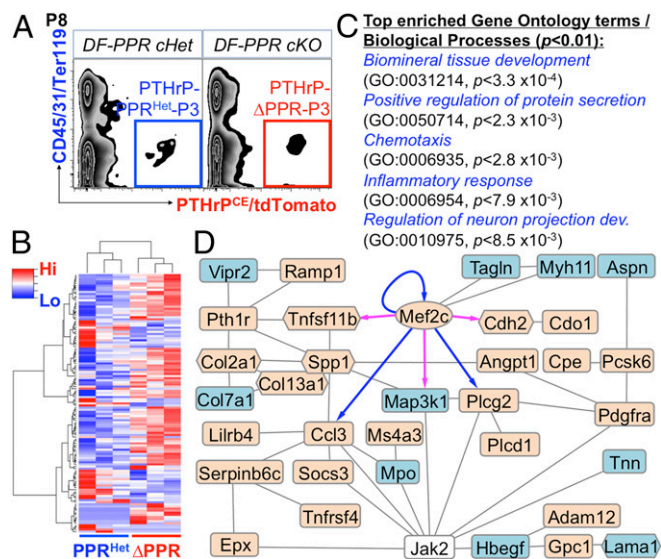 A
P8
DF-PPR cHet
DF-PPR cKO
CD45/31/Ter119
PTHrP-
PPRHet-P3
PTHrP-
ΔPPR-P3
PTHrPCE/tdTomato
C
Top enriched Gene Ontology terms /
Biological Processes (p<0.01):
Biomineral tissue development
(GO:0031214, p<3.3 x10-4)
Positive regulation of protein secretion
(GO:0050714, p<2.3 x10-3)
Chemotaxis
(GO:0006935, p<2.8 x10-3)
Inflammatory response
(GO:0006954, p<7.9 x10-3)
Regulation of neuron projection dev.
(GO:0010975, p<8.5 x10-3)
B
Hi
Lo
PPRHet
ΔPPR
D
Vipr2
Ramp1
Tagln
Myh11
Aspn
Pth1r
Tnfsf11b
Mef2c
Cdh2
Cdo1
Col2a1
Spp1
Angpt1
Cpe
Pcsk6
Col13a1
Col7a1
Map3k1
Plcg2
Pdgfra
Lilrb4
Ccl3
Ms4a3
Plcd1
Serpinb6c
Socs3
Mpo
Tnn
Tnfrsf4
Adam12
Epx
Jak2
Hbegf
Gpc1
Lama1